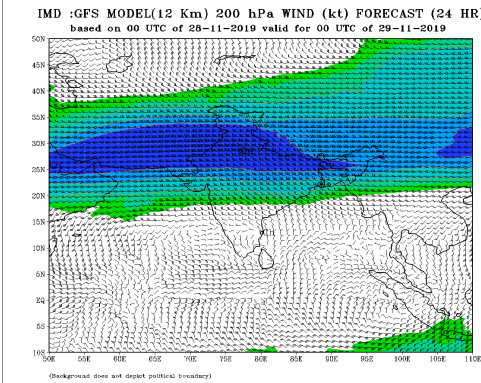 IMD :GFS MODEL(12 Km) 200 hPa WIND (kt) FORECAST (24 HR
based on 00 UTC of 28-11-2019 valid for 00 UTC of 29-11-2019
50N
45N
40N
35N
30N
25N
20N
15N
10N
5N
EQ
5S
10S
50E 55E 60E 65E 70E 75E 80E 85E 90E 95E 100E 105E 110E
(Background does not depict political boundary)